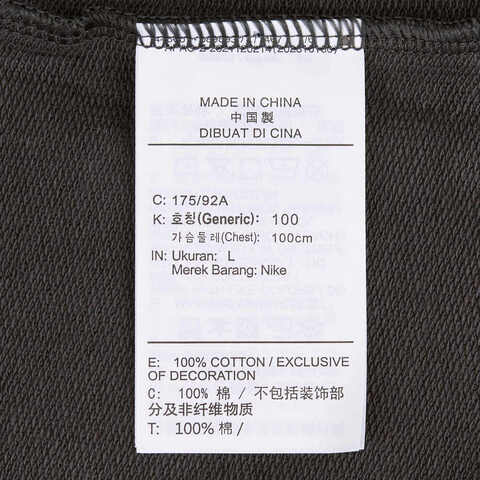 MADE IN CHINA
中国製
DIBUAT DI CINA
C: 175/92A
K: 호칭(Generic): 100
가슴둘레(Chest): 100cm
IN: Ukuran: L
Merek Barang: Nike
E: 100% COTTON / EXCLUSIVE
OF DECORATION
C: 100% 棉 / 不包括装饰部
分及非纤维物质
T: 100% 棉 /